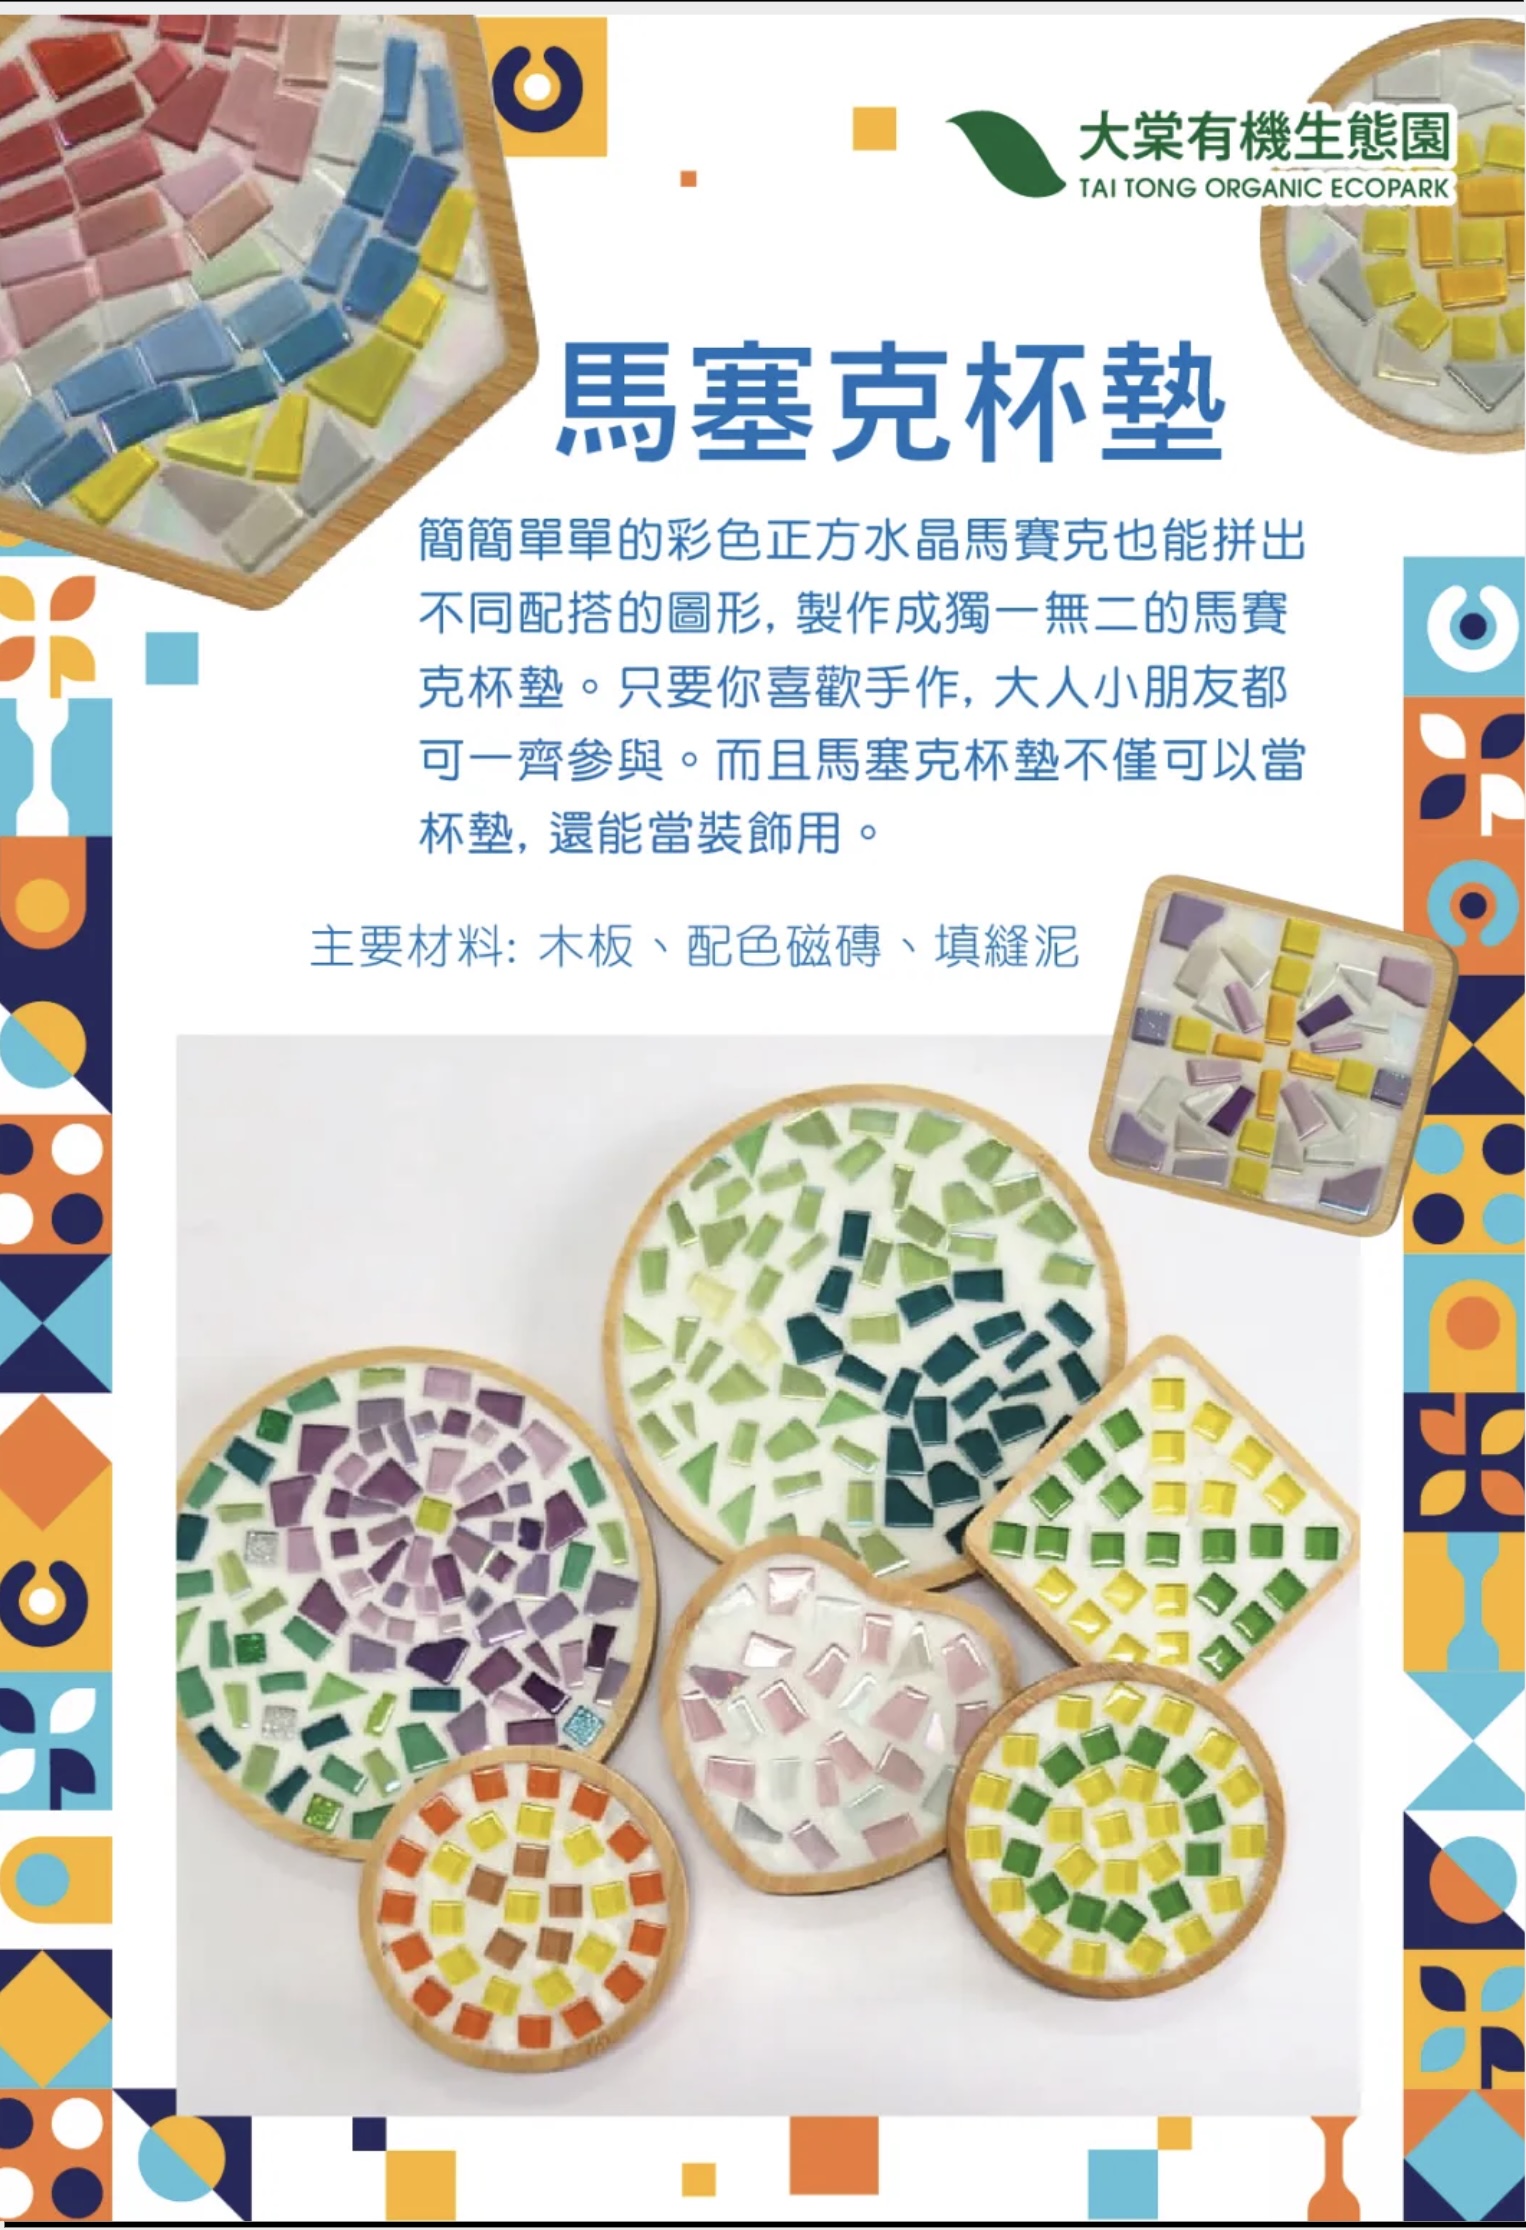 大棠有機生態園
TAI TONG ORGANIC ECOPARK
馬塞克杯墊
簡簡單單的彩色正方水晶馬賽克也能拼出
不同配搭的圖形, 製作成獨一無二的馬賽
克杯墊。只要你喜歡手作, 大人小朋友都
可一齊參與。而且馬塞克杯墊不僅可以當
杯墊, 還能當裝飾用。
主要材料: 木板、配色磁磚、填縫泥